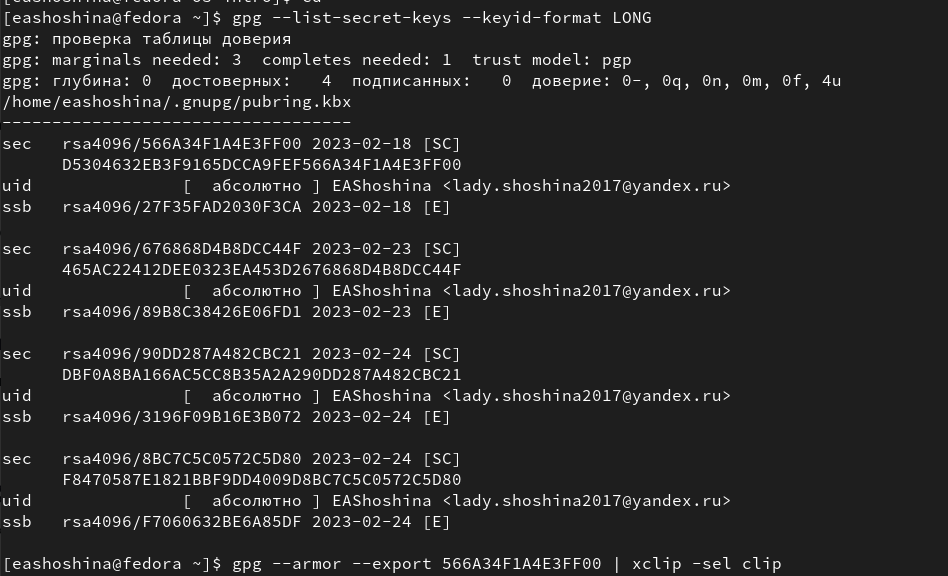 [eashoshina@fedora ~]$ gpg --list-secret-keys --keyid-format LONG
gpg: проверка таблицы доверия
gpg: marginals needed: 3  completes needed: 1  trust model: pgp
gpg: глубина: 0  достоверных:   4  подписанных:   0  доверие: 0-, 0q, 0n, 0m, 0f, 4u
/home/eashoshina/.gnupg/pubring.kbx
-----------------------------------
sec   rsa4096/566A34F1A4E3FF00 2023-02-18 [SC]
      D5304632EB3F9165DCCA9FEF566A34F1A4E3FF00
uid               [  абсолютно ] EAShoshina <lady.shoshina2017@yandex.ru>
ssb   rsa4096/27F35FAD2030F3CA 2023-02-18 [E]

sec   rsa4096/676868D4B8DCC44F 2023-02-23 [SC]
      465AC22412DEE0323EA453D2676868D4B8DCC44F
uid               [  абсолютно ] EAShoshina <lady.shoshina2017@yandex.ru>
ssb   rsa4096/89B8C38426E06FD1 2023-02-23 [E]

sec   rsa4096/90DD287A482CBC21 2023-02-24 [SC]
      DBF0A8BA166AC5CC8B35A2A290DD287A482CBC21
uid               [  абсолютно ] EAShoshina <lady.shoshina2017@yandex.ru>
ssb   rsa4096/3196F09B16E3B072 2023-02-24 [E]

sec   rsa4096/8BC7C5C0572C5D80 2023-02-24 [SC]
      F8470587E1821BBF9DD4009D8BC7C5C0572C5D80
uid               [  абсолютно ] EAShoshina <lady.shoshina2017@yandex.ru>
ssb   rsa4096/F7060632BE6A85DF 2023-02-24 [E]

[eashoshina@fedora ~]$ gpg --armor --export 566A34F1A4E3FF00 | xclip -sel clip